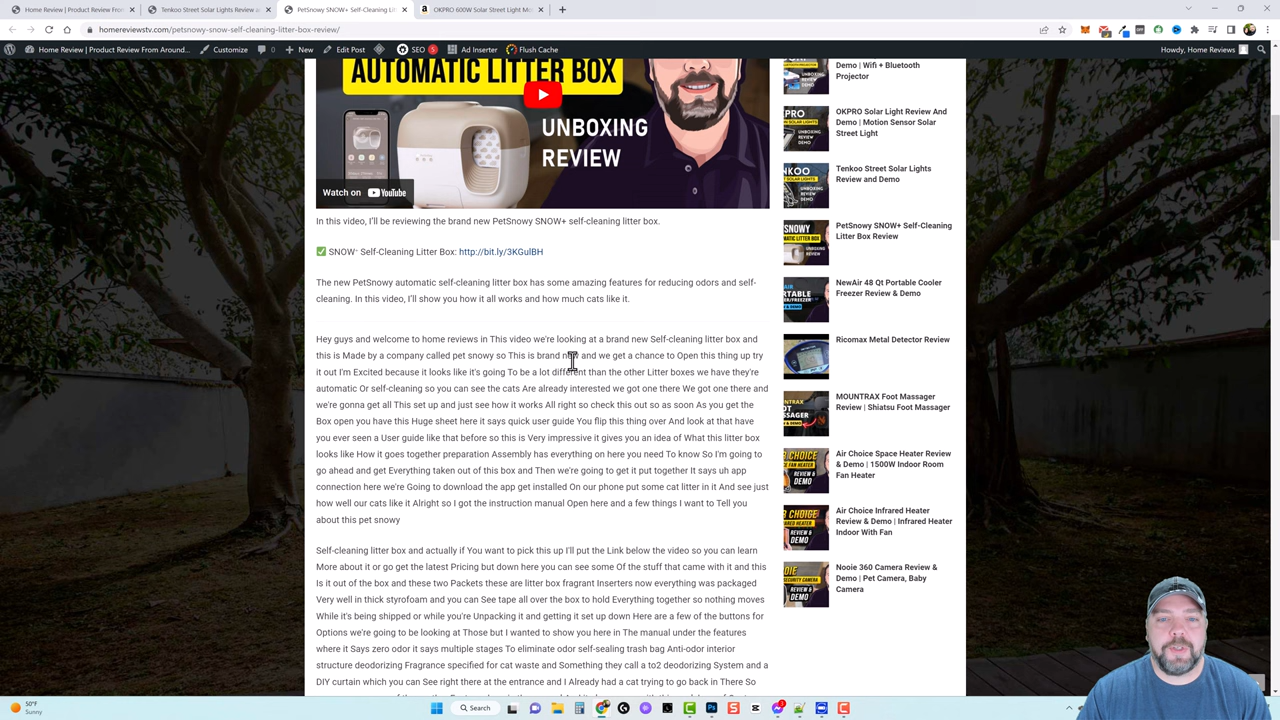 Home Review | Product Review Fron
Tenkoo Street Solar Lights Review a
PetSnowy SNOW+ Self-Cleaning Lit
OKPRO 600W Solar Street Light Mo
homereviewstv.com/petsnowy-snow-self-cleaning-litter-box-review/
Home Review | Product Review From Around...
Customize
0
New
Edit Post
SEO
5
Ad Inserter
Flush Cache
Howdy, Home Reviews
AUTOMATIC LITTER BOX
UNBOXING
REVIEW
Watch on YouTube
In this video, I'll be reviewing the brand new PetSnowy SNOW+ self-cleaning litter box.
✅ SNOW⁺ Self-Cleaning Litter Box: http://bit.ly/3KGulBH
The new PetSnowy automatic self-cleaning litter box has some amazing features for reducing odors and self-
cleaning. In this video, I'll show you how it all works and how much cats like it.
Hey guys and welcome to home reviews in This video we're looking at a brand new Self-cleaning litter box and
this is Made by a company called pet snowy so This is brand new and we get a chance to Open this thing up try
it out I'm Excited because it looks like it's going To be a lot different than the other Litter boxes we have they're
automatic Or self-cleaning so you can see the cats Are already interested we got one there We got one there and
we're gonna get all This set up and just see how it works All right so check this out so as soon As you get the
Box open you have this Huge sheet here it says quick user guide You flip this thing over And look at that have
you ever seen a User guide like that before so this is Very impressive it gives you an idea of What this litter box
looks like How it goes together preparation Assembly has everything on here you need To know So I'm going to
go ahead and get Everything taken out of this box and Then we're going to get it put together It says uh app
connection here we're Going to download the app get installed On our phone put some cat litter in it And see just
how well our cats like it Alright so I got the instruction manual Open here and a few things I want to Tell you
about this pet snowy
Self-cleaning litter box and actually if You want to pick this up I'll put the Link below the video so you can learn
More about it or go get the latest Pricing but down here you can see some Of the stuff that came with it and this
Is it out of the box and these two Packets these are litter box fragrant Inserters now everything was packaged
Very well in thick styrofoam and you can See tape all over the box to hold Everything together so nothing moves
While it's being shipped or while you're Unpacking it and getting it set up down Here are a few of the buttons for
Options we're going to be looking at Those but I wanted to show you here in The manual under the features
where it Says zero odor it says multiple stages To eliminate odor self-sealing trash bag Anti-odor interior
structure deodorizing Fragrance specified for cat waste and Something they call a to2 deodorizing System and a
DIY curtain which you can See right there at the entrance and I Already had a cat trying to go back in There So
Demo | Wifi + Bluetooth
Projector
OKPRO Solar Light Review And
Demo | Motion Sensor Solar
Street Light
Tenkoo Street Solar Lights
Review and Demo
PetSnowy SNOW+ Self-Cleaning
Litter Box Review
NewAir 48 Qt Portable Cooler
Freezer Review & Demo
Ricomax Metal Detector Review
MOUNTRAX Foot Massager
Review | Shiatsu Foot Massager
Air Choice Space Heater Review
& Demo | 1500W Indoor Room
Fan Heater
Air Choice Infrared Heater
Review & Demo | Infrared Heater
Indoor With Fan
Nooie 360 Camera Review &
Demo | Pet Camera, Baby
Camera
50°F
Sunny
Search